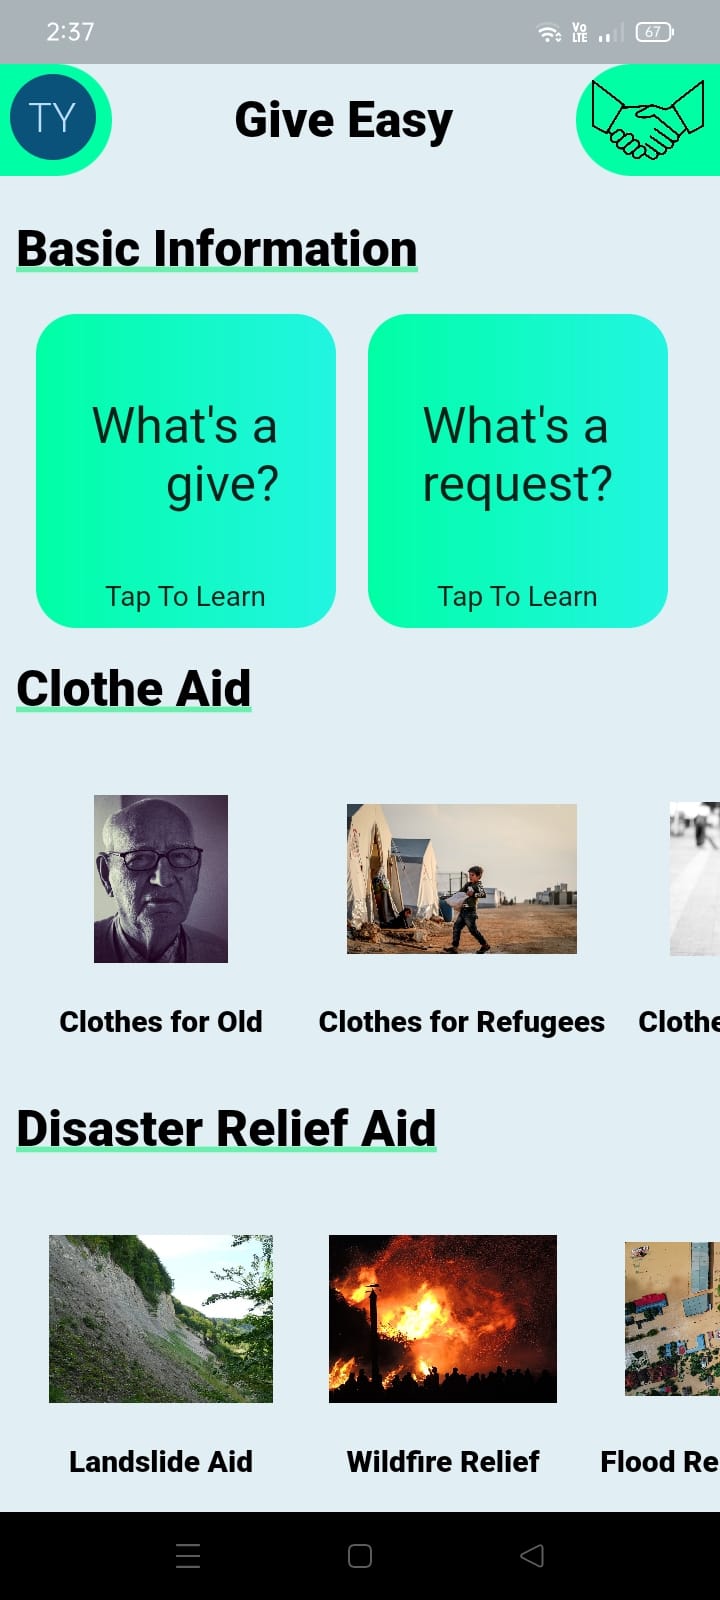 2:37
Vo
LTE
67
TY
Give Easy
Basic Information
What's a
give?
Tap To Learn
What's a
request?
Tap To Learn
Clothe Aid
Clothes for Old
Clothes for Refugees
Clothe
Disaster Relief Aid
Landslide Aid
Wildfire Relief
Flood Re